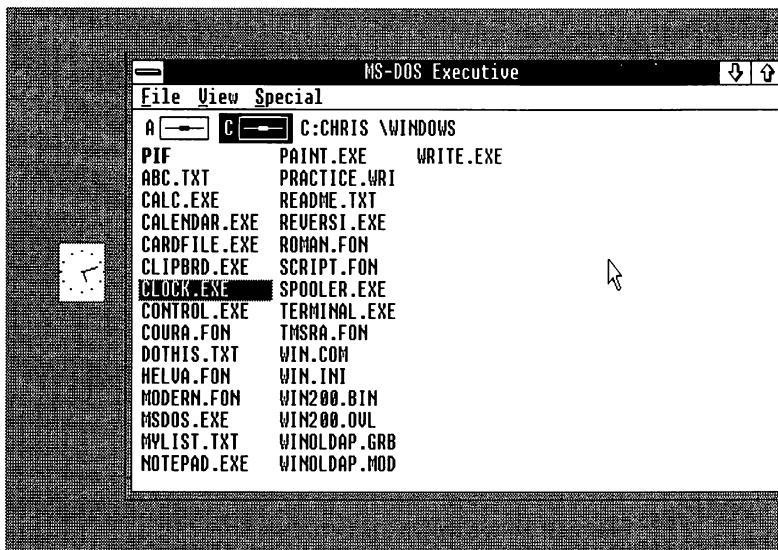 MS-DOS Executive
File View Special
A C C:CHRIS \WINDOWS
PIF PAINT.EXE WRITE.EXE
ABC.TXT PRACTICE.WRI
CALC.EXE README.TXT
CALENDAR.EXE REVERSI.EXE
CARDFILE.EXE ROMAN.FON
CLIPBRD.EXE SCRIPT.FON
CLOCK.EXE SPOOLER.EXE
CONTROL.EXE TERMINAL.EXE
COURA.FON TMSRA.FON
DOTHIS.TXT WIN.COM
HELVA.FON WIN.INI
MODERN.FON WIN200.BIN
MSDOS.EXE WIN200.OVL
MYLIST.TXT WINOLDAP.GRB
NOTEPAD.EXE WINOLDAP.MOD